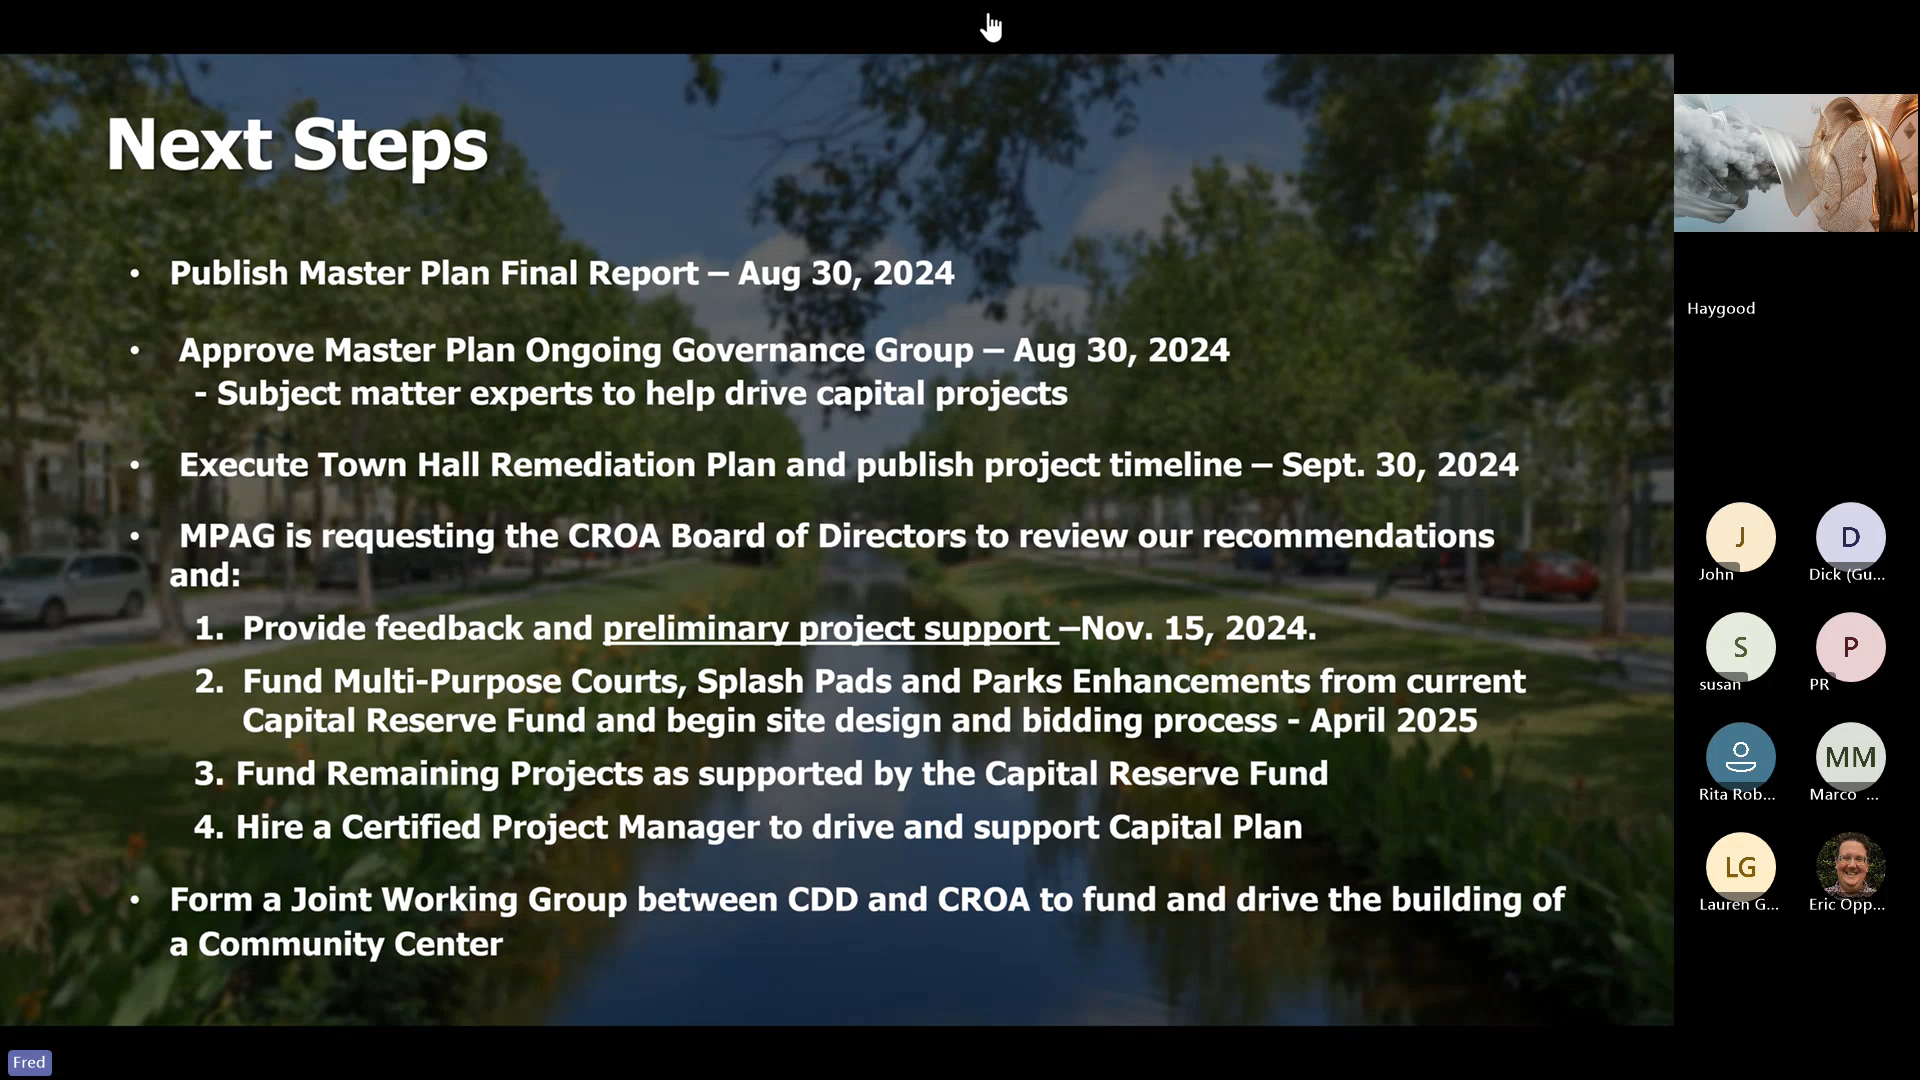 Next Steps
• Publish Master Plan Final Report – Aug 30, 2024
• Approve Master Plan Ongoing Governance Group – Aug 30, 2024
- Subject matter experts to help drive capital projects
• Execute Town Hall Remediation Plan and publish project timeline – Sept. 30, 2024
• MPAG is requesting the CROA Board of Directors to review our recommendations
and:
1. Provide feedback and preliminary project support –Nov. 15, 2024.
2. Fund Multi-Purpose Courts, Splash Pads and Parks Enhancements from current
Capital Reserve Fund and begin site design and bidding process - April 2025
3. Fund Remaining Projects as supported by the Capital Reserve Fund
4. Hire a Certified Project Manager to drive and support Capital Plan
• Form a Joint Working Group between CDD and CROA to fund and drive the building of
a Community Center
Haygood
J
John
D
Dick (Gu...
S
susan
P
PR
Rita Rob...
MM
Marco ...
LG
Lauren G...
Eric Opp...
Fred